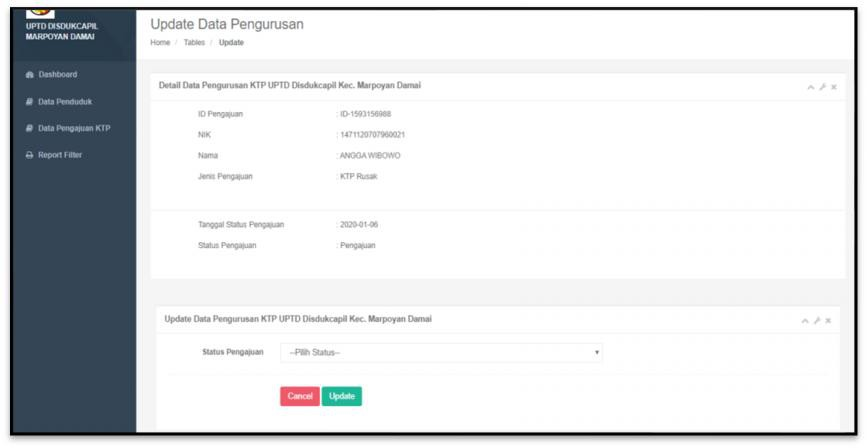 UPTD DISDUKCAPIL
MARPOYAN DAMAI
Dashboard
Data Penduduk
Data Pengajuan KTP
Report Filter
Update Data Pengurusan
Home / Tables / Update
Detail Data Pengurusan KTP UPTD Disdukcapil Kec. Marpoyan Damai
ID Pengajuan : ID-1593156988
NIK : 1471120707960021
Nama : ANGGA WIBOWO
Jenis Pengajuan : KTP Rusak
Tanggal Status Pengajuan : 2020-01-06
Status Pengajuan : Pengajuan
Update Data Pengurusan KTP UPTD Disdukcapil Kec. Marpoyan Damai
Status Pengajuan --Pilih Status--
Cancel Update